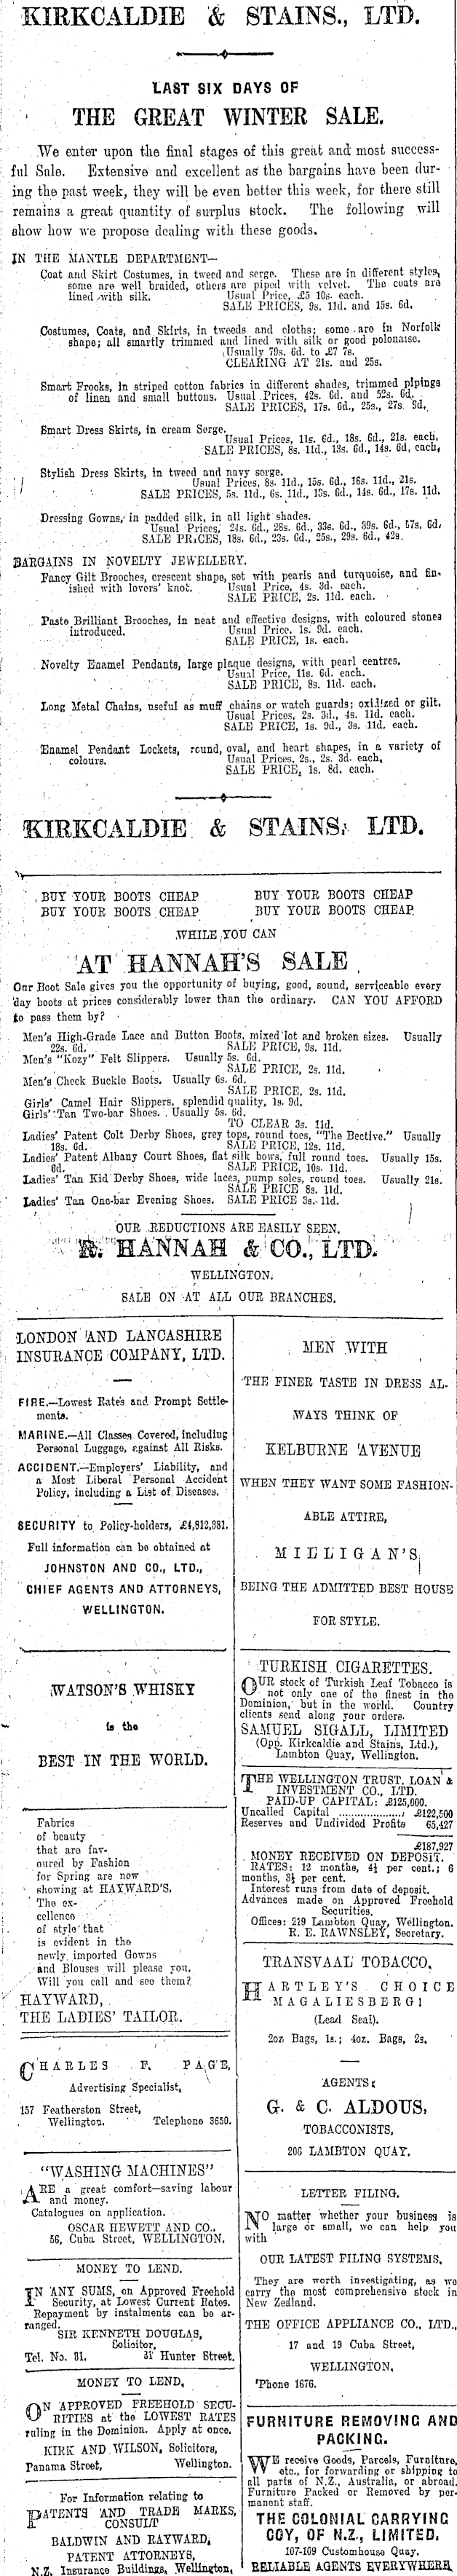 KIRKCALDIE & STAINS., LTD.
LAST SIX DAYS OF
THE GREAT WINTER SALE.
We enter upon the final stages of this great and most success-
ful Sale. Extensive and excellent as the bargains have been dur-
ing the past week, they will be even better this week, for there still
remains a great quantity of surplus stock. The following will
show how we propose dealing with these goods.
IN THE MANTLE DEPARTMENT—
Coat and Skirt Costumes, in tweed and serge. These are in different styles,
some are well braided, others are piped with velvet. The coats are
lined with silk. Usual Price, £5 10s. each.
SALE PRICES, 9s. 11d. and 15s. 6d.
Costumes, Coats, and Skirts, in tweeds and cloths; some are in Norfolk
shape; all smartly trimmed and lined with silk or good polonaise.
Usually 79s. 6d. to £7 7s.
CLEARING AT 21s. and 25s.
Smart Frocks, in striped cotton fabrics in different shades, trimmed pipings
of linen and small buttons. Usual Prices, 42s. 6d. and 52s. 6d.
SALE PRICES, 17s. 6d., 25s., 27s. 9d.
Smart Dress Skirts, in cream Serge.
Usual Prices, 11s. 6d., 18s. 6d., 21s. each,
SALE PRICES, 8s. 11d., 13s. 6d., 14s. 6d, each,
Stylish Dress Skirts, in tweed and navy serge.
Usual Prices, 8s. 11d., 15s. 6d., 16s. 11d., 21s.
SALE PRICES, 5s. 11d., 6s. 11d., 13s. 6d., 14s. 6d., 17s. 11d.
Dressing Gowns, in padded silk, in all light shades.
Usual Prices, 24s. 6d., 28s. 6d., 33s. 6d., 39s. 6d., 57s. 6d.
SALE PRICES, 18s. 6d., 23s. 6d., 25s., 29s. 6d., 42s.
BARGAINS IN NOVELTY JEWELLERY.
Fancy Gilt Brooches, crescent shape, set with pearls and turquoise, and fin-
ished with lovers' knot. Usual Price, 4s. 3d. each.
SALE PRICE, 2s. 11d. each.
Paste Brilliant Brooches, in neat and effective designs, with coloured stones
introduced. Usual Price, 1s. 9d. each.
SALE PRICE, 1s. each.
Novelty Enamel Pendants, large plaque designs, with pearl centres.
Usual Price, 11s. 6d. each.
SALE PRICE, 8s. 11d. each.
Long Metal Chains, useful as muff chains or watch guards; oxidized or gilt.
Usual Prices, 2s. 3d., 4s. 11d. each.
SALE PRICE, 1s. 9d., 3s. 11d. each.
Enamel Pendant Lockets, round, oval, and heart shapes, in a variety of
colours. Usual Prices, 2s., 2s. 3d. each,
SALE PRICE, 1s. 8d. each.
KIRKCALDIE & STAINS, LTD.
BUY YOUR BOOTS CHEAP BUY YOUR BOOTS CHEAP
BUY YOUR BOOTS CHEAP BUY YOUR BOOTS CHEAP
WHILE YOU CAN
AT HANNAH'S SALE
Our Boot Sale gives you the opportunity of buying, good, sound, serviceable every
day boots at prices considerably lower than the ordinary. CAN YOU AFFORD
to pass them by?
Men's High-Grade Lace and Button Boots, mixed lot and broken sizes. Usually
22s. 6d. SALE PRICE, 9s. 11d.
Men's "Kozy" Felt Slippers. Usually 5s. 6d.
SALE PRICE, 2s. 11d.
Men's Check Buckle Boots. Usually 6s. 6d.
SALE PRICE, 2s. 11d.
Girls' Camel Hair Slippers, splendid quality, 1s. 9d.
Girls' Tan Two-bar Shoes. Usually 5s. 6d.
TO CLEAR 3s. 11d.
Ladies' Patent Colt Derby Shoes, grey tops, round toes, "The Bective." Usually
18s. 6d. SALE PRICE, 12s. 11d.
Ladies' Patent Albany Court Shoes, flat silk bows, full round toes. Usually 15s.
6d. SALE PRICE, 10s. 11d.
Ladies' Tan Kid Derby Shoes, wide laces, pump soles, round toes. Usually 21s.
SALE PRICE 8s. 11d.
Ladies' Tan One-bar Evening Shoes. SALE PRICE 3s. 11d.
OUR REDUCTIONS ARE EASILY SEEN.
R. HANNAH & CO., LTD.
WELLINGTON.
SALE ON AT ALL OUR BRANCHES.
LONDON AND LANCASHIRE
INSURANCE COMPANY, LTD.
FIRE.—Lowest Rates and Prompt Settle-
ments.
MARINE.—All Classes Covered, including
Personal Luggage, against All Risks.
ACCIDENT.—Employers' Liability, and
a Most Liberal Personal Accident
Policy, including a List of Diseases.
SECURITY to Policy-holders, £4,812,881.
Full information can be obtained at
JOHNSTON AND CO., LTD.,
CHIEF AGENTS AND ATTORNEYS,
WELLINGTON.
WATSON'S WHISKY
is the
BEST IN THE WORLD.
Fabrics
of beauty
that are fav-
oured by Fashion
for Spring are now
showing at HAYWARD'S.
The ex-
cellence
of style that
is evident in the
newly imported Gowns
and Blouses will please you.
Will you call and see them?
HAYWARD,
THE LADIES' TAILOR.
CHARLES F. PAGE,
Advertising Specialist,
157 Featherston Street,
Wellington. Telephone 3650.
"WASHING MACHINES"
ARE a great comfort—saving labour
and money.
Catalogues on application.
OSCAR HEWETT AND CO.,
56, Cuba Street, WELLINGTON.
MONEY TO LEND.
IN ANY SUMS, on Approved Freehold
Security, at Lowest Current Rates.
Repayment by instalments can be ar-
ranged.
SIR KENNETH DOUGLAS,
Solicitor,
Tel. No. 81. 37 Hunter Street.
MONEY TO LEND,
ON APPROVED FREEHOLD SECU-
RITIES at the LOWEST RATES
ruling in the Dominion. Apply at once.
KIRK AND WILSON, Solicitors,
Panama Street, Wellington.
For Information relating to
PATENTS AND TRADE MARKS,
CONSULT
BALDWIN AND RAYWARD,
PATENT ATTORNEYS,
N.Z. Insurance Buildings, Wellington,
MEN WITH
THE FINER TASTE IN DRESS AL-
WAYS THINK OF
KELBURNE AVENUE
WHEN THEY WANT SOME FASHION-
ABLE ATTIRE,
MILLIGAN'S
BEING THE ADMITTED BEST HOUSE
FOR STYLE.
TURKISH CIGARETTES.
OUR stock of Turkish Leaf Tobacco is
not only one of the finest in the
Dominion, but in the world. Country
clients send along your orders.
SAMUEL SIGALL, LIMITED
(Opp. Kirkcaldie and Stains, Ltd.),
Lambton Quay, Wellington.
THE WELLINGTON TRUST, LOAN &
INVESTMENT CO., LTD.
PAID-UP CAPITAL: £125,000.
Uncalled Capital ........ £122,500
Reserves and Undivided Profits 65,427
£187,927
MONEY RECEIVED ON DEPOSIT.
RATES: 12 months, 4½ per cent.; 6
months, 3½ per cent.
Interest runs from date of deposit.
Advances made on Approved Freehold
Securities.
Offices: 219 Lambton Quay, Wellington.
R. E. RAWNSLEY, Secretary.
TRANSVAAL TOBACCO.
HARTLEY'S CHOICE
MAGALIESBERG!
(Lead Seal).
2oz Bags, 1s.; 4oz. Bags, 2s.
AGENTS:
G. & C. ALDOUS,
TOBACCONISTS,
206 LAMBTON QUAY.
LETTER FILING.
NO matter whether your business is
large or small, we can help you
with
OUR LATEST FILING SYSTEMS.
They are worth investigating, as we
carry the most comprehensive stock in
New Zealand.
THE OFFICE APPLIANCE CO., LTD.,
17 and 19 Cuba Street,
WELLINGTON.
'Phone 1676.
FURNITURE REMOVING AND
PACKING.
WE receive Goods, Parcels, Furniture,
etc., for forwarding or shipping to
all parts of N.Z., Australia, or abroad.
Furniture Packed or Removed by per-
manent staff.
THE COLONIAL CARRYING
COY, OF N.Z., LIMITED.
107-109 Customhouse Quay.
RELIABLE AGENTS EVERYWHERE